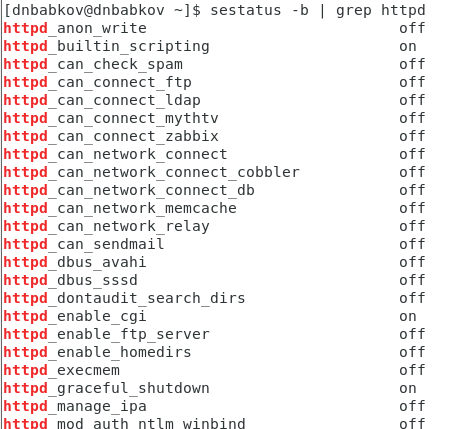 [dnbabkov@dnbabkov ~]$ sestatus -b | grep httpd
httpd_anon_write off
httpd_builtin_scripting on
httpd_can_check_spam off
httpd_can_connect_ftp off
httpd_can_connect_ldap off
httpd_can_connect_mythtv off
httpd_can_connect_zabbix off
httpd_can_network_connect off
httpd_can_network_connect_cobbler off
httpd_can_network_connect_db off
httpd_can_network_memcache off
httpd_can_network_relay off
httpd_can_sendmail off
httpd_dbus_avahi off
httpd_dbus_sssd off
httpd_dontaudit_search_dirs off
httpd_enable_cgi on
httpd_enable_ftp_server off
httpd_enable_homedirs off
httpd_execmem off
httpd_graceful_shutdown on
httpd_manage_ipa off
httpd_mod_auth_ntlm_winbind off